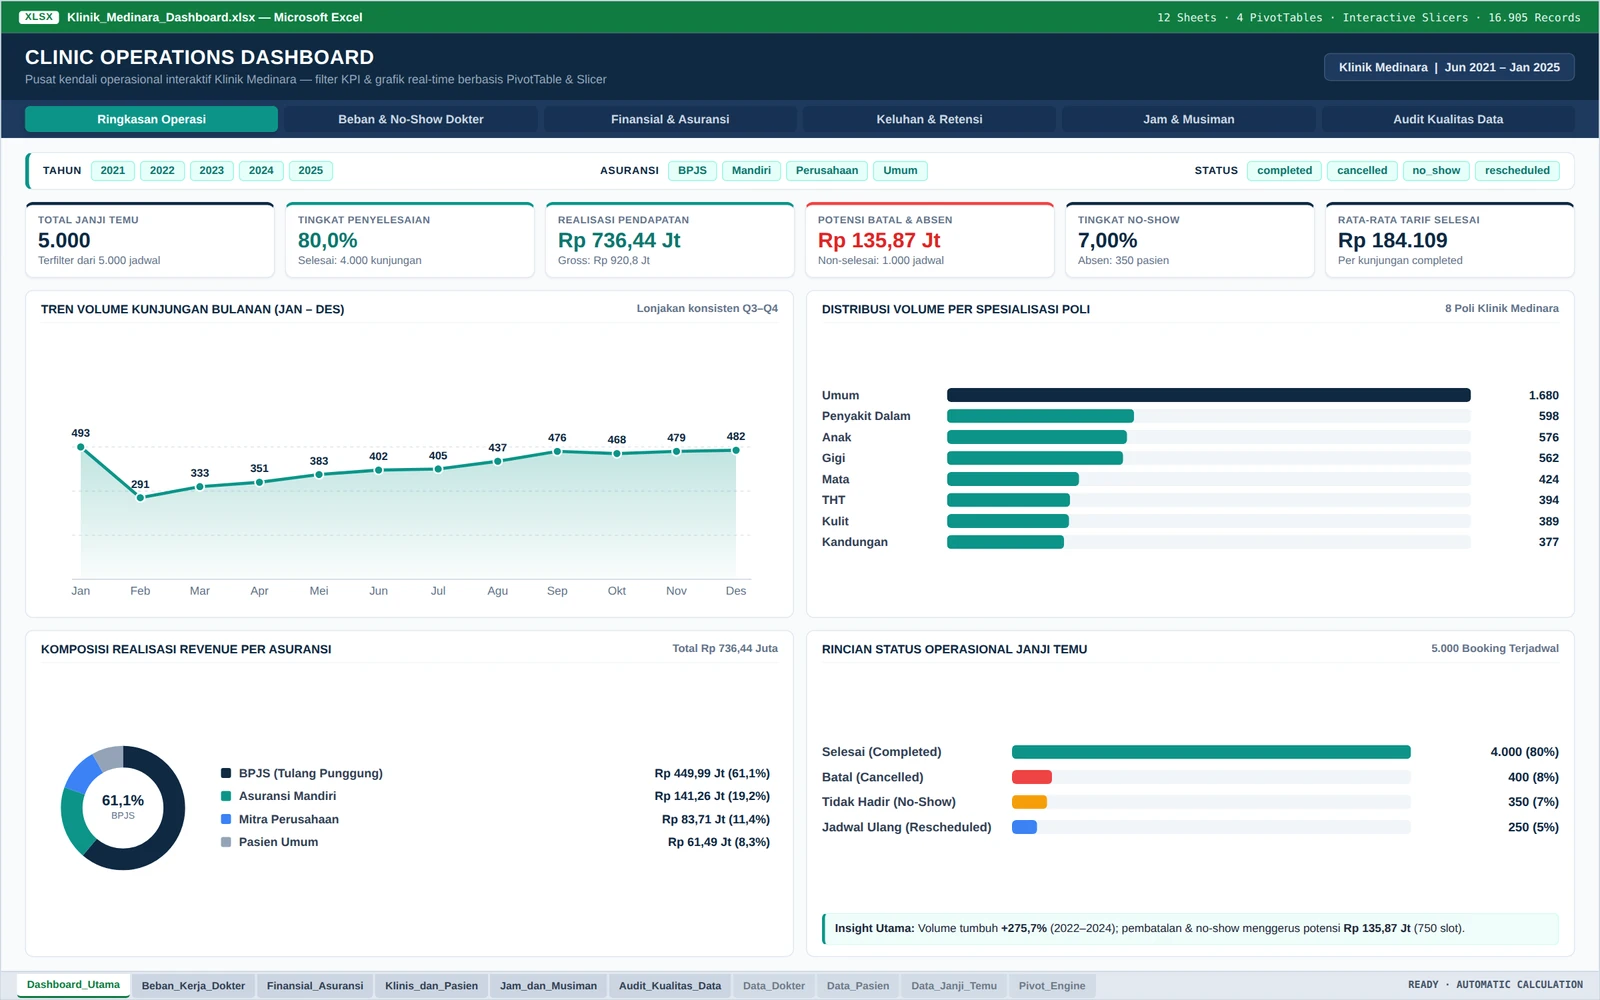 XLSX Klinik_Medinara_Dashboard.xlsx — Microsoft Excel
12 Sheets · 4 PivotTables · Interactive Slicers · 16.905 Records
CLINIC OPERATIONS DASHBOARD
Pusat kendali operasional interaktif Klinik Medinara — filter KPI & grafik real-time berbasis PivotTable & Slicer
Klinik Medinara | Jun 2021 – Jan 2025
Ringkasan Operasi
Beban & No-Show Dokter
Finansial & Asuransi
Keluhan & Retensi
Jam & Musiman
Audit Kualitas Data
TAHUN 2021 2022 2023 2024 2025
ASURANSI BPJS Mandiri Perusahaan Umum
STATUS completed cancelled no_show rescheduled
TOTAL JANJI TEMU
5.000
Terfilter dari 5.000 jadwal
TINGKAT PENYELESAIAN
80,0%
Selesai: 4.000 kunjungan
REALISASI PENDAPATAN
Rp 736,44 Jt
Gross: Rp 920,8 Jt
POTENSI BATAL & ABSEN
Rp 135,87 Jt
Non-selesai: 1.000 jadwal
TINGKAT NO-SHOW
7,00%
Absen: 350 pasien
RATA-RATA TARIF SELESAI
Rp 184.109
Per kunjungan completed
TREN VOLUME KUNJUNGAN BULANAN (JAN – DES)
Lonjakan konsisten Q3–Q4
493 291 333 351 383 402 405 437 476 468 479 482
Jan Feb Mar Apr Mei Jun Jul Agu Sep Okt Nov Des
DISTRIBUSI VOLUME PER SPESIALISASI POLI
8 Poli Klinik Medinara
Umum 1.680
Penyakit Dalam 598
Anak 576
Gigi 562
Mata 424
THT 394
Kulit 389
Kandungan 377
KOMPOSISI REALISASI REVENUE PER ASURANSI
Total Rp 736,44 Juta
61,1%
BPJS
BPJS (Tulang Punggung) Rp 449,99 Jt (61,1%)
Asuransi Mandiri Rp 141,26 Jt (19,2%)
Mitra Perusahaan Rp 83,71 Jt (11,4%)
Pasien Umum Rp 61,49 Jt (8,3%)
RINCIAN STATUS OPERASIONAL JANJI TEMU
5.000 Booking Terjadwal
Selesai (Completed) 4.000 (80%)
Batal (Cancelled) 400 (8%)
Tidak Hadir (No-Show) 350 (7%)
Jadwal Ulang (Rescheduled) 250 (5%)
Insight Utama: Volume tumbuh +275,7% (2022–2024); pembatalan & no-show menggerus potensi Rp 135,87 Jt (750 slot).
Dashboard_Utama Beban_Kerja_Dokter Finansial_Asuransi Klinis_dan_Pasien Jam_dan_Musiman Audit_Kualitas_Data Data_Dokter Data_Pasien Data_Janji_Temu Pivot_Engine
READY · AUTOMATIC CALCULATION